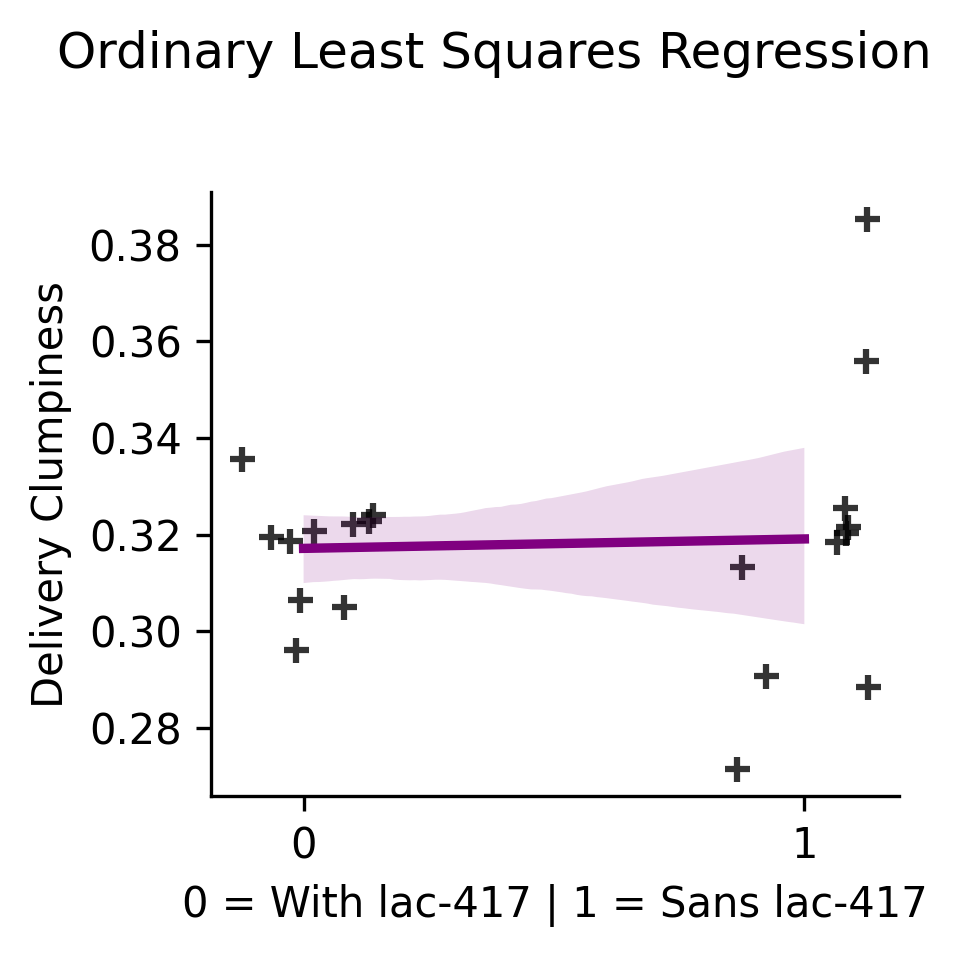 Ordinary Least Squares Regression
Delivery Clumpiness
0.38
0.36
0.34
0.32
0.30
0.28
0
1
0 = With lac-417 | 1 = Sans lac-417